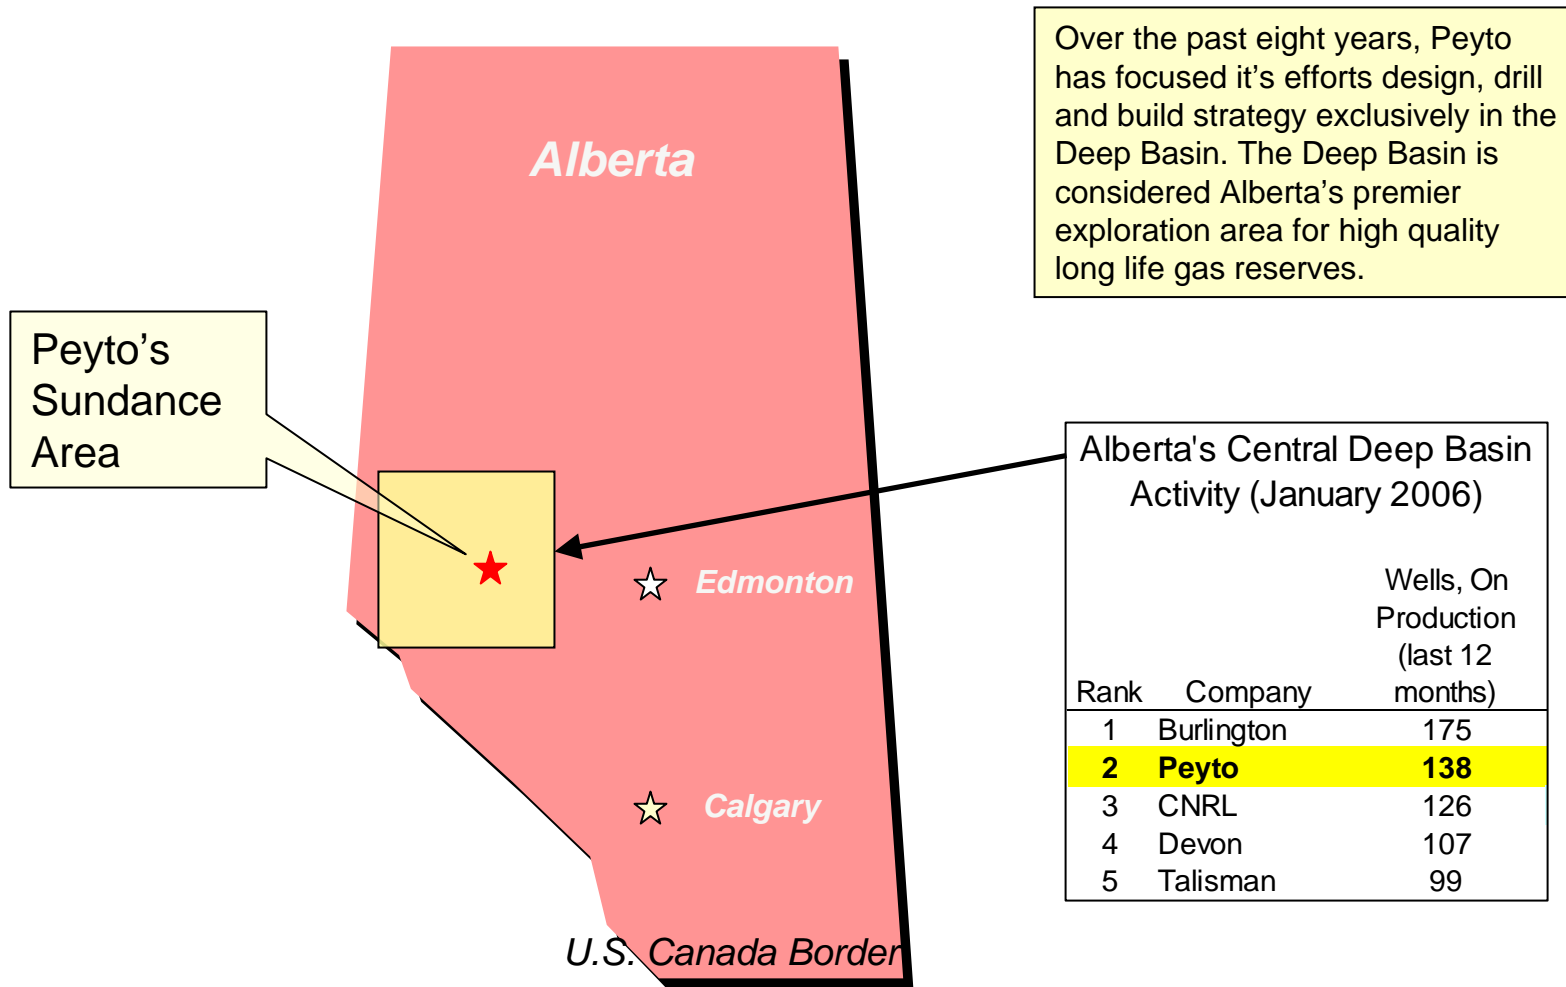 Over the past eight years, Peyto
has focused it’s efforts design, drill
and build strategy exclusively in the
Deep Basin. The Deep Basin is
considered Alberta’s premier
exploration area for high quality
long life gas reserves.
Alberta
Peyto’s
Sundance
Area
Edmonton
Calgary
U.S. Canada Border
Alberta's Central Deep Basin
Activity (January 2006)
Wells, On
Production
(last 12
Rank Company months)
1 Burlington 175
2 Peyto 138
3 CNRL 126
4 Devon 107
5 Talisman 99